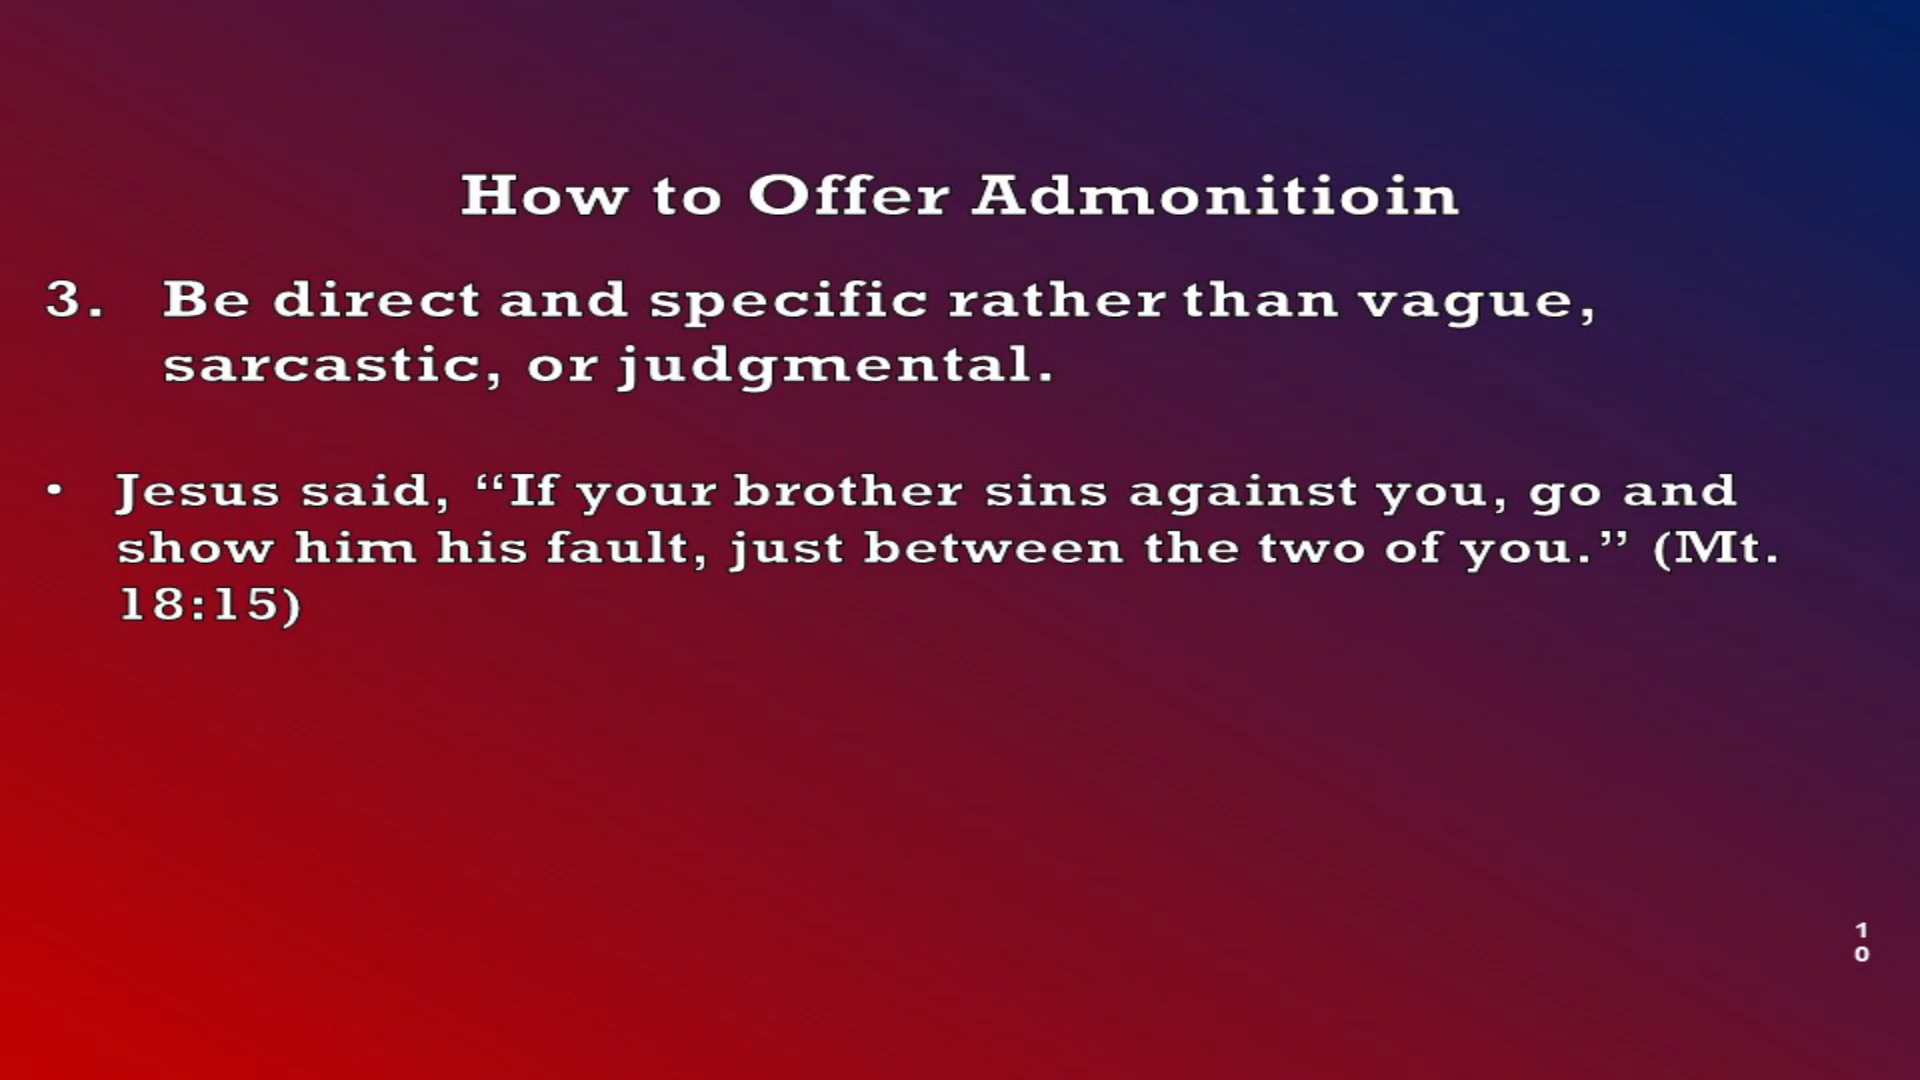 How to Offer Admonitioin
3. Be direct and specific rather than vague,
sarcastic, or judgmental.
• Jesus said, “If your brother sins against you, go and
show him his fault, just between the two of you.” (Mt.
18:15)
1
0